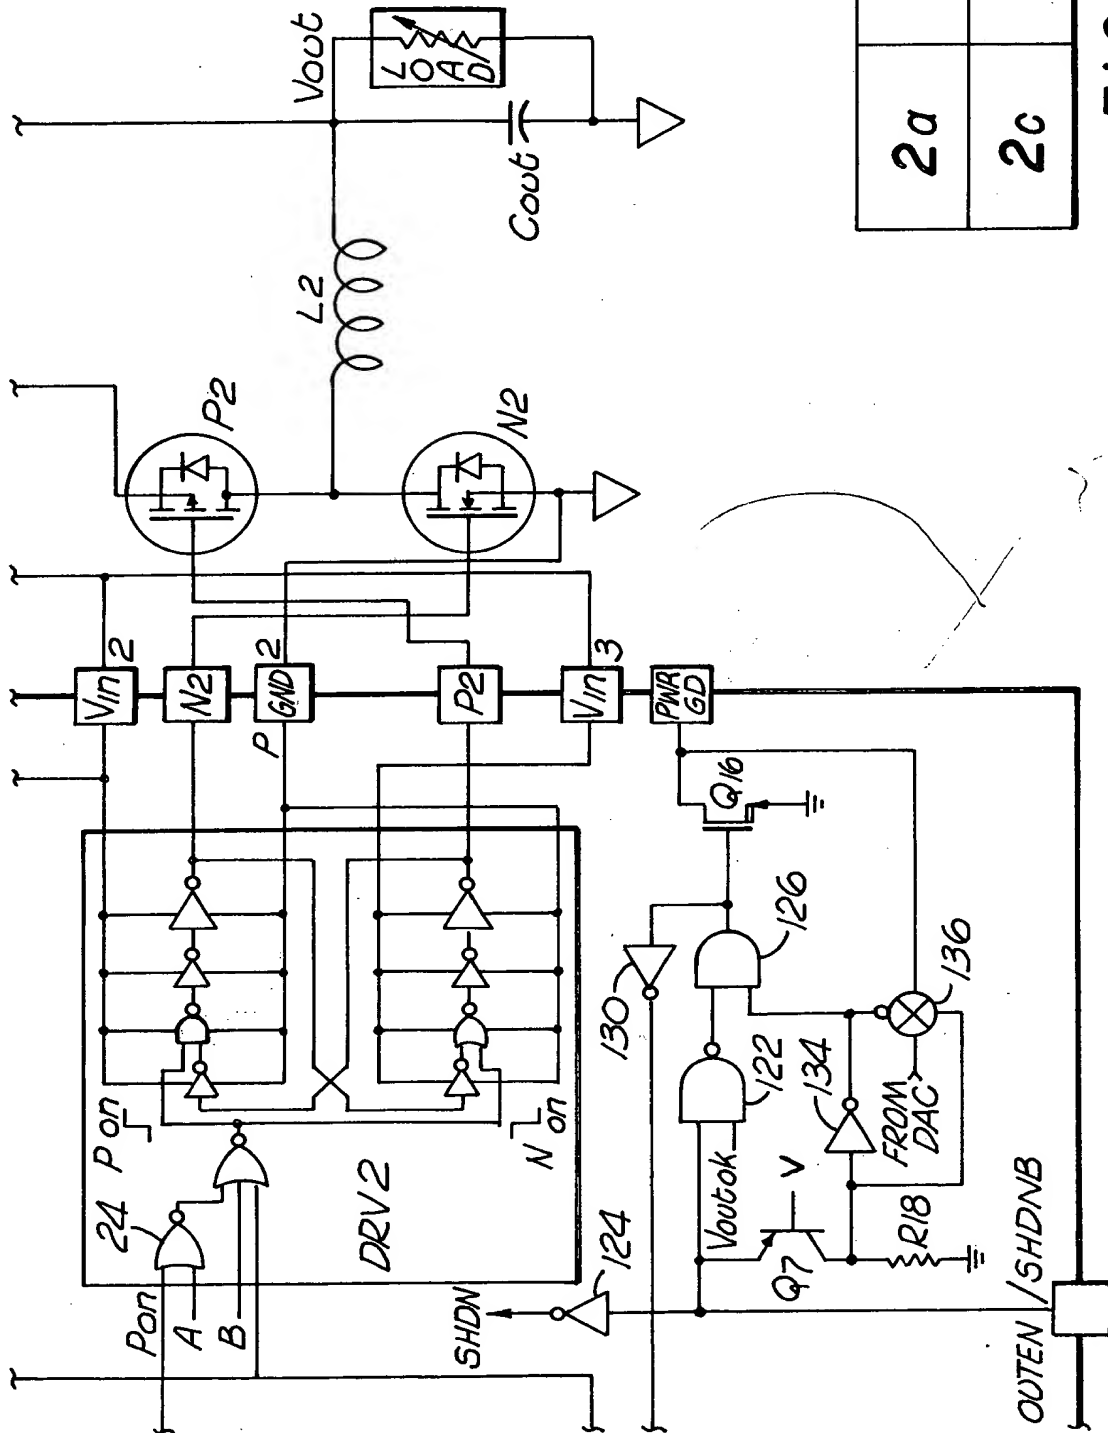 Vout
LOAD
Cout
L2
P2
N2
Vin
2
N2
P GND
2
P2
Vin
3
PWR
GD
Q16
P on
N on
DRV2
24
Pon
A
B
SHDN
124
130
126
122
Voutok
V
Q7
134
136
FROM
DAC
R18
OUTEN /SHDNB
2a
2c